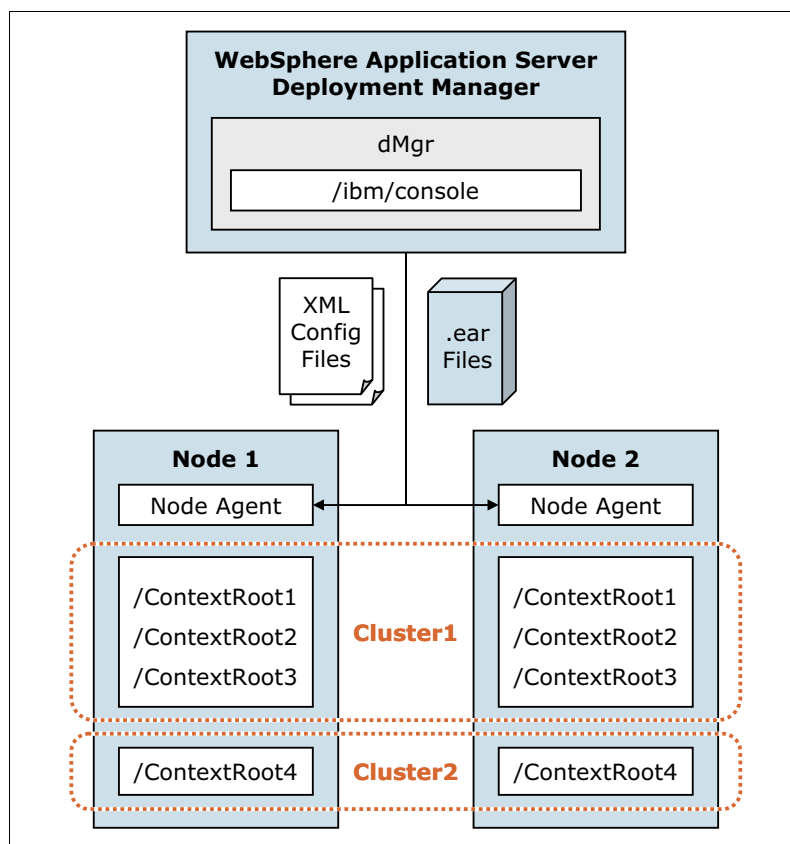 WebSphere Application Server
Deployment Manager
dMgr
/ibm/console
XML
Config
Files
.ear
Files
Node 1
Node Agent
/ContextRoot1
/ContextRoot2
/ContextRoot3
/ContextRoot4
Cluster1
Cluster2
Node 2
Node Agent
/ContextRoot1
/ContextRoot2
/ContextRoot3
/ContextRoot4